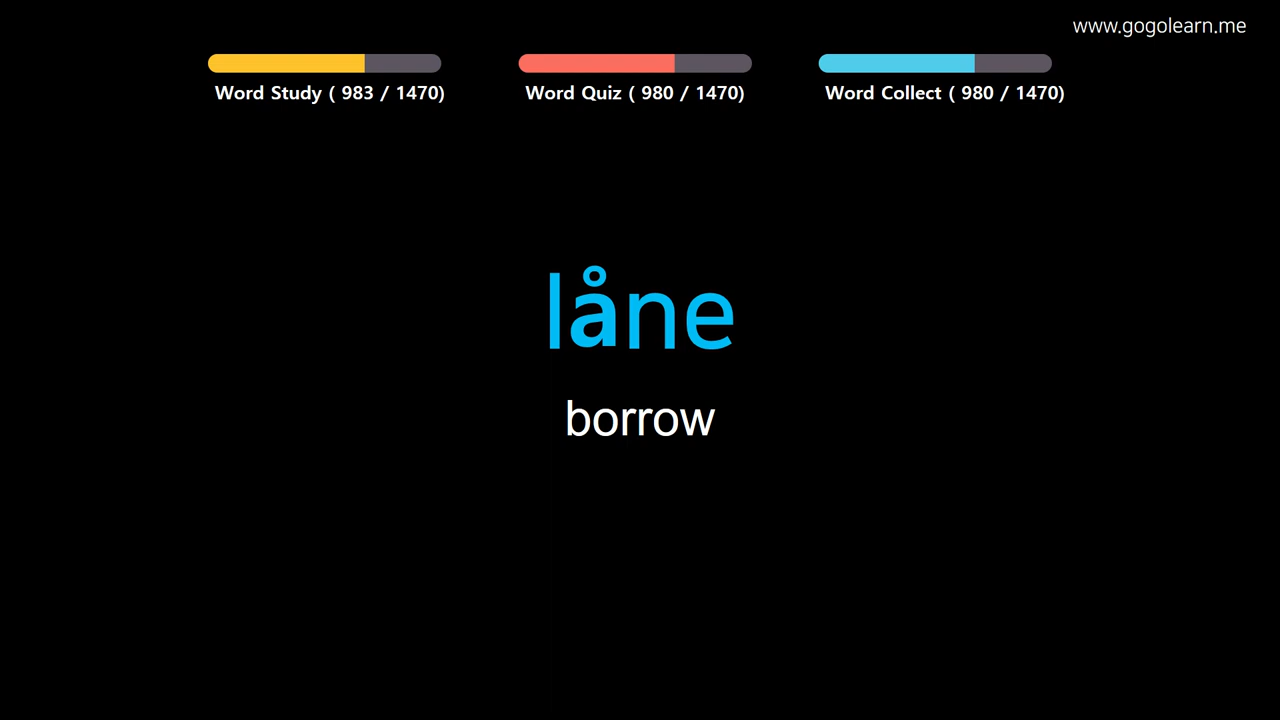 www.gogolearn.me
Word Study ( 983 / 1470)
Word Quiz ( 980 / 1470)
Word Collect ( 980 / 1470)
låne
borrow